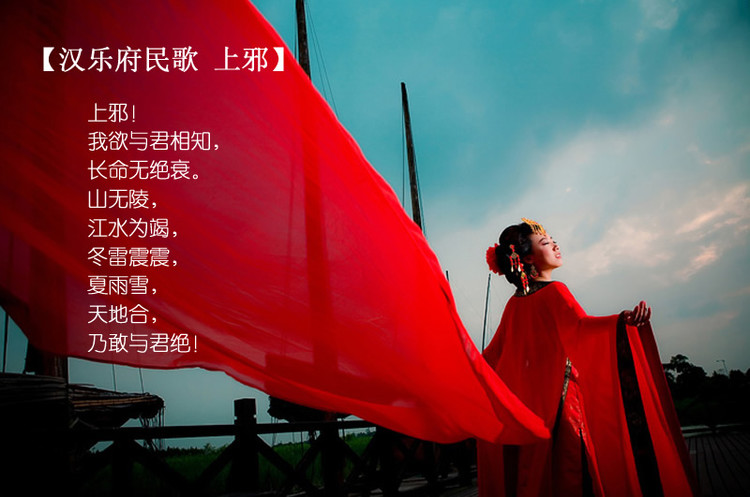 【汉乐府民歌 上邪】
上邪！
我欲与君相知，
长命无绝衰。
山无陵，
江水为竭，
冬雷震震，
夏雨雪，
天地合，
乃敢与君绝！